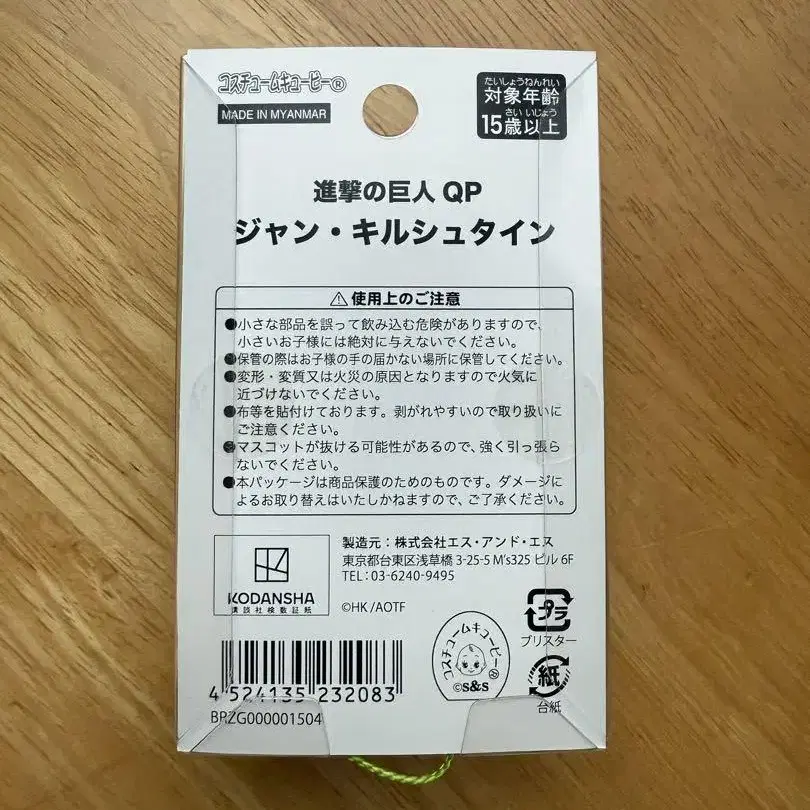 コスチュームキューピー®
MADE IN MYANMAR
たいしょうねんれい
対象年齢
さい いじょう
15歳以上
進撃の巨人 QP
ジャン・キルシュタイン
⚠使用上のご注意
●小さな部品を誤って飲み込む危険がありますので、
小さいお子様には絶対に与えないでください。
●保管の際はお子様の手の届かない場所に保管してください。
●変形・変質又は火災の原因となりますので火気に
近づけないでください。
●布等を貼付けております。剥がれやすいので取り扱いに
ご注意ください。
●マスコットが抜ける可能性があるので、強く引っ張ら
ないでください。
●本パッケージは商品保護のためのものです。ダメージに
よるお取り替えはいたしかねますので、ご了承ください。
製造元：株式会社エス・アンド・エス
東京都台東区浅草橋 3-25-5 M's325 ビル 6F
TEL：03-6240-9495
KODANSHA
講談社検数証紙
©HK/AOTF
プラ
ブリスター
コスチュームキューピー®
©S&S
紙
台紙
4 524135 232083
BRZG000001504